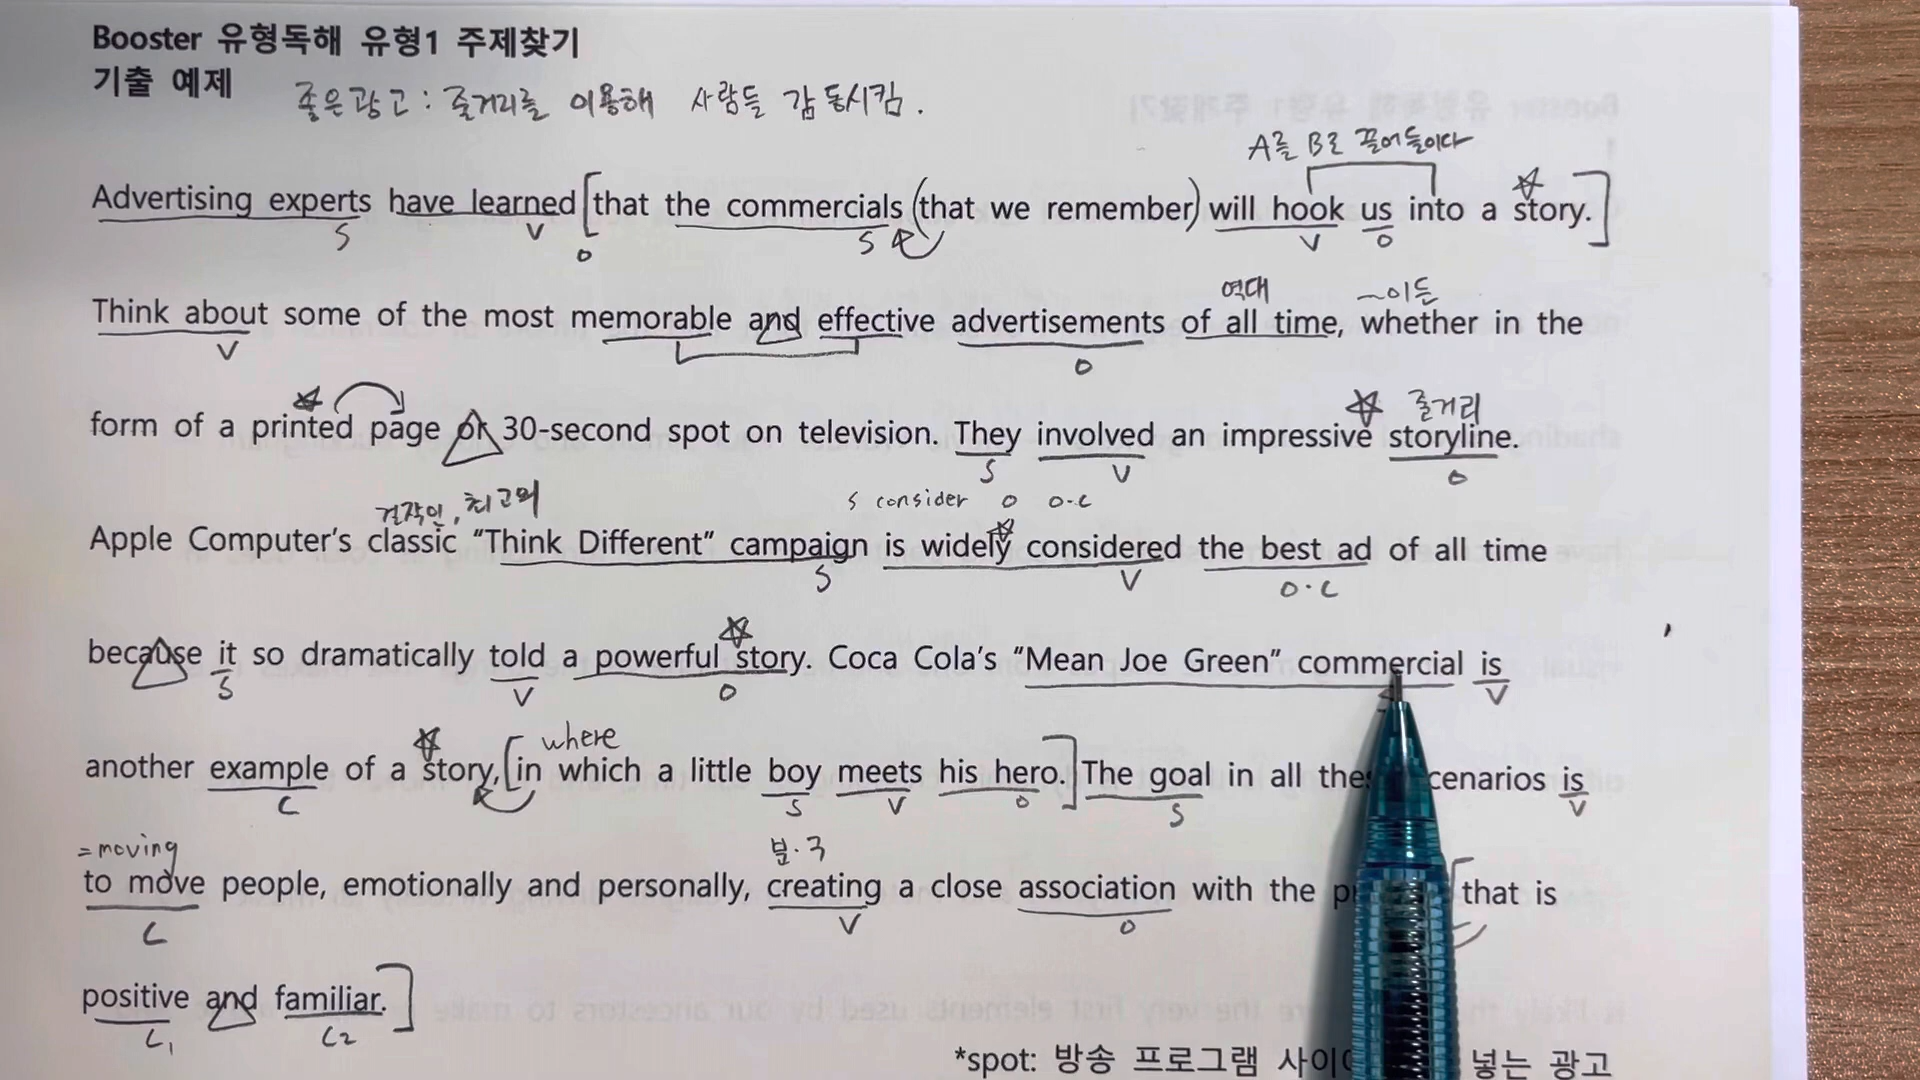 Booster 유형독해 유형1 주제찾기
기출 예제
좋은광고 : 줄거리를 이용해 사람들 감동시킴.
A를 B로 끌어들이다
Advertising experts have learned [that the commercials (that we remember) will hook us into a story.]
S V O S V O
역대 ~이든
Think about some of the most memorable and effective advertisements of all time, whether in the
V O
form of a printed page or 30-second spot on television. They involved an impressive storyline.
줄거리
S V O
걸작인, 최고의 S consider O O·C
Apple Computer's classic “Think Different” campaign is widely considered the best ad of all time
S V O·C
because it so dramatically told a powerful story. Coca Cola's “Mean Joe Green” commercial is
S V O V
where
another example of a story, [in which a little boy meets his hero.] The goal in all scenarios is
C S V O S V
=moving 분·구
to move people, emotionally and personally, creating a close association with the [that is
C V O
positive and familiar.]
C1 C2
*spot: 방송 프로그램 넣는 광고